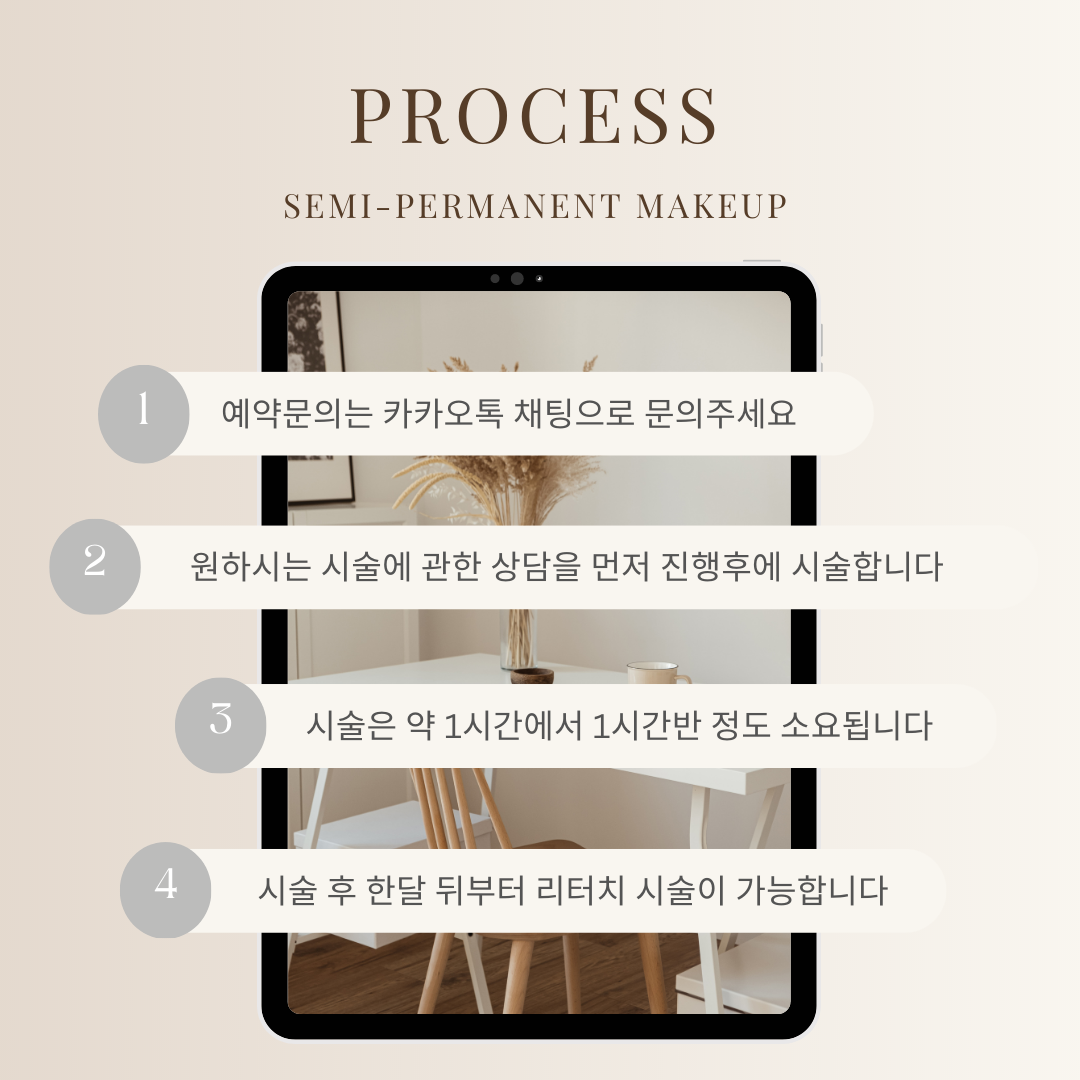 PROCESS
SEMI-PERMANENT MAKEUP
1
예약문의는 카카오톡 채팅으로 문의주세요
2
원하시는 시술에 관한 상담을 먼저 진행후에 시술합니다
3
시술은 약 1시간에서 1시간반 정도 소요됩니다
4
시술 후 한달 뒤부터 리터치 시술이 가능합니다